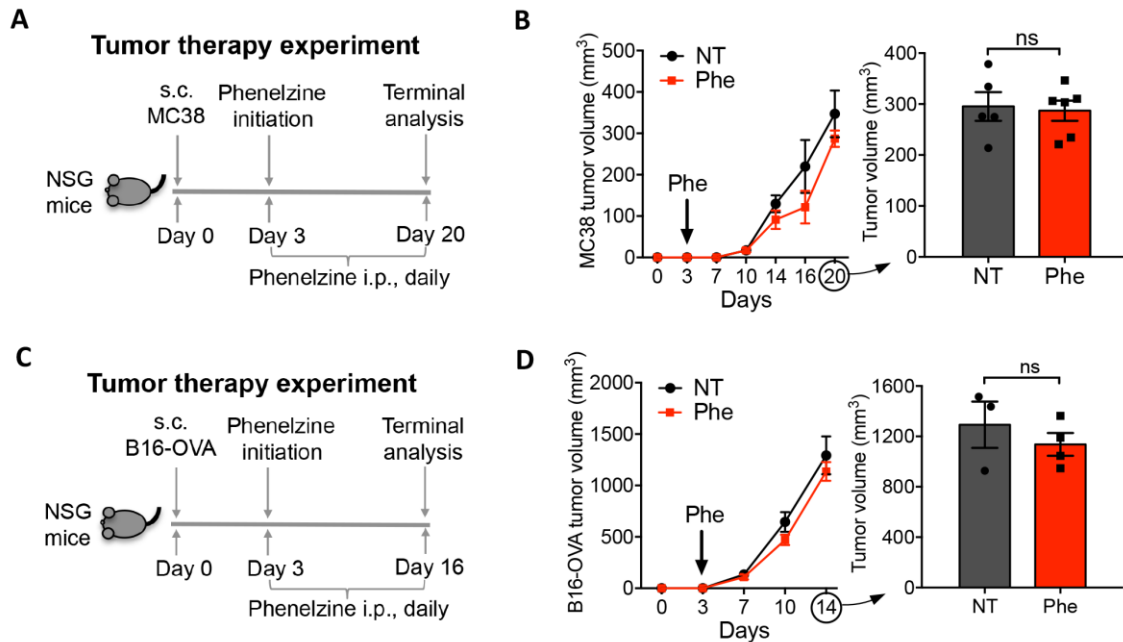 A
Tumor therapy experiment
s.c.
MC38
Phenelzine
initiation
Terminal
analysis
NSG
mice
Day 0
Day 3
Day 20
Phenelzine i.p., daily
B
MC38 tumor volume (mm³)
500
400
300
200
100
0
NT
Phe
Phe
0 3 7 10 14 16 20
Days
Tumor volume (mm³)
400
300
200
100
0
ns
NT Phe
C
Tumor therapy experiment
s.c.
B16-OVA
Phenelzine
initiation
Terminal
analysis
NSG
mice
Day 0
Day 3
Day 16
Phenelzine i.p., daily
D
B16-OVA tumor volume (mm³)
2000
1500
1000
500
0
NT
Phe
Phe
0 3 7 10 14
Days
Tumor volume (mm³)
1600
1200
800
400
0
ns
NT Phe